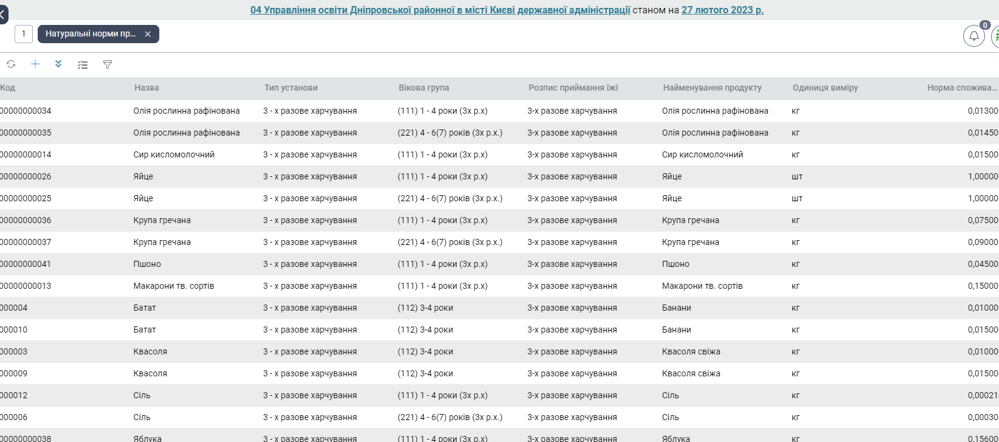 04 Управління освіти Дніпровської районної в місті Києві державної адміністрації станом на 27 лютого 2023 р.
1 Натуральні норми пр... × 0
Код Назва Тип установи Вікова група Розпис приймання їжі Найменування продукту Одиниця виміру Норма спожива...
00000000034 Олія рослинна рафінована 3 - х разове харчування (111) 1 - 4 роки (3х р.х) 3-х разове харчування Олія рослинна рафінована кг 0,01300
00000000035 Олія рослинна рафінована 3 - х разове харчування (221) 4 - 6(7) років (3х р.х.) 3-х разове харчування Олія рослинна рафінована кг 0,01450
00000000014 Сир кисломолочний 3 - х разове харчування (111) 1 - 4 роки (3х р.х) 3-х разове харчування Сир кисломолочний кг 0,01500
00000000026 Яйце 3 - х разове харчування (111) 1 - 4 роки (3х р.х) 3-х разове харчування Яйце шт 1,00000
00000000025 Яйце 3 - х разове харчування (221) 4 - 6(7) років (3х р.х.) 3-х разове харчування Яйце шт 1,00000
00000000036 Крупа гречана 3 - х разове харчування (111) 1 - 4 роки (3х р.х) 3-х разове харчування Крупа гречана кг 0,07500
00000000037 Крупа гречана 3 - х разове харчування (221) 4 - 6(7) років (3х р.х.) 3-х разове харчування Крупа гречана кг 0,09000
00000000041 Пшоно 3 - х разове харчування (111) 1 - 4 роки (3х р.х) 3-х разове харчування Пшоно кг 0,04500
00000000013 Макарони тв. сортів 3 - х разове харчування (111) 1 - 4 роки (3х р.х) 3-х разове харчування Макарони тв. сортів кг 0,15000
000004 Батат 3 - х разове харчування (112) 3-4 роки 3-х разове харчування Банани кг 0,01000
000010 Батат 3 - х разове харчування (112) 3-4 роки 3-х разове харчування Банани кг 0,01500
000003 Квасоля 3 - х разове харчування (112) 3-4 роки 3-х разове харчування Квасоля свіжа кг 0,01000
000009 Квасоля 3 - х разове харчування (112) 3-4 роки 3-х разове харчування Квасоля свіжа кг 0,01500
000012 Сіль 3 - х разове харчування (111) 1 - 4 роки (3х р.х) 3-х разове харчування Сіль кг 0,00021
000006 Сіль 3 - х разове харчування (221) 4 - 6(7) років (3х р.х.) 3-х разове харчування Сіль кг 0,00030
00000000038 Яблука 3 - х разове харчування (111) 1 - 4 роки (3х р.х) 3-х разове харчування Яблука кг 0,15600